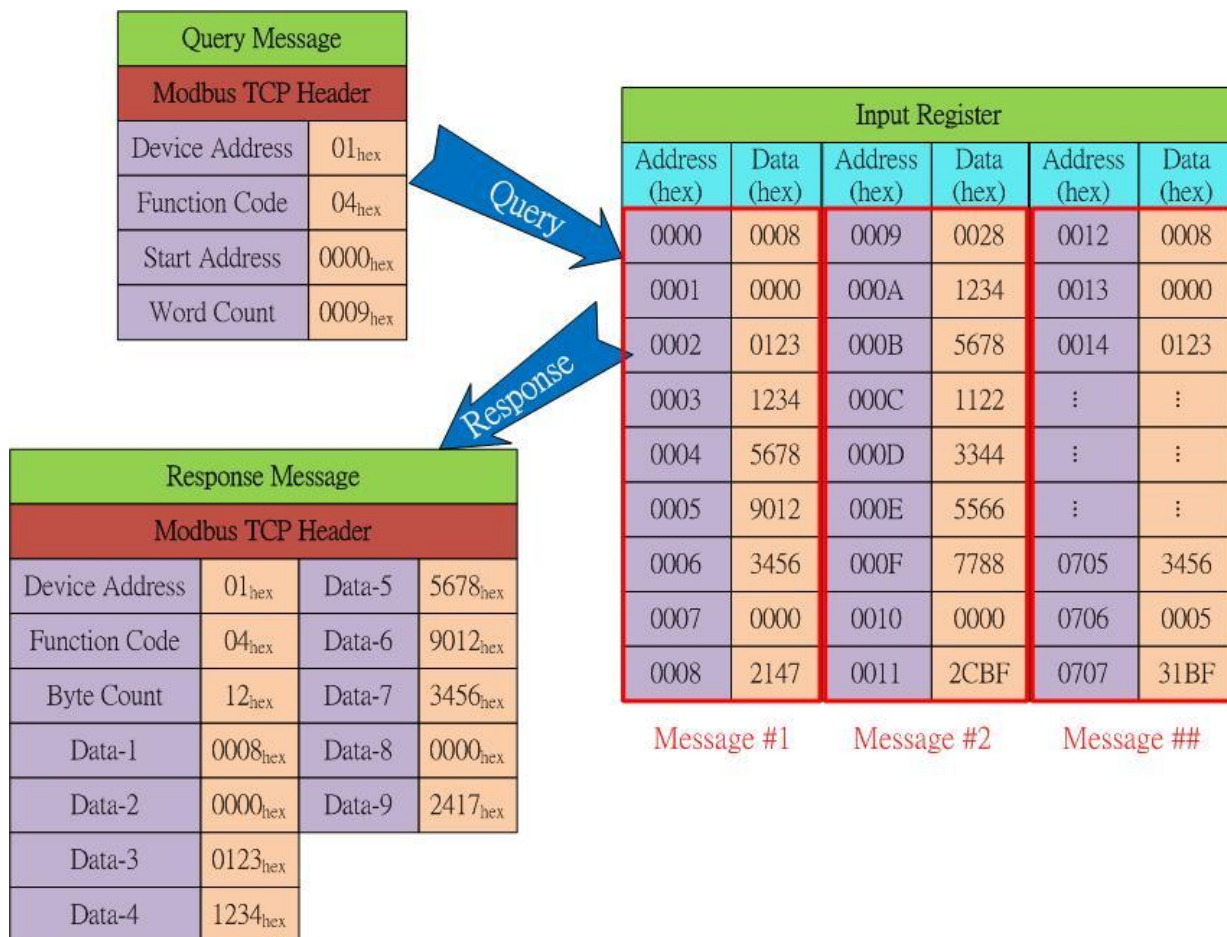 Query Message
Modbus TCP Header
Device Address 01hex
Function Code 04hex
Start Address 0000hex
Word Count 0009hex
Query
Response
Input Register
Address (hex) Data (hex) Address (hex) Data (hex) Address (hex) Data (hex)
0000 0008 0009 0028 0012 0008
0001 0000 000A 1234 0013 0000
0002 0123 000B 5678 0014 0123
0003 1234 000C 1122 ⋮ ⋮
0004 5678 000D 3344 ⋮ ⋮
0005 9012 000E 5566 ⋮ ⋮
0006 3456 000F 7788 0705 3456
0007 0000 0010 0000 0706 0005
0008 2147 0011 2CBF 0707 31BF
Message #1 Message #2 Message ##
Response Message
Modbus TCP Header
Device Address 01hex Data-5 5678hex
Function Code 04hex Data-6 9012hex
Byte Count 12hex Data-7 3456hex
Data-1 0008hex Data-8 0000hex
Data-2 0000hex Data-9 2417hex
Data-3 0123hex
Data-4 1234hex